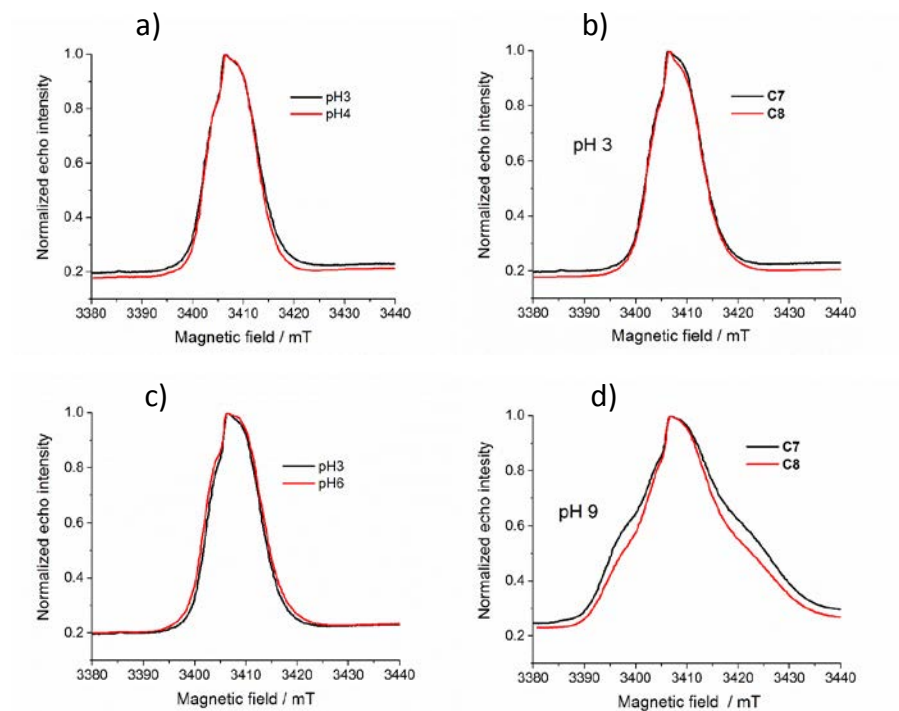 a)
1.0
0.8
0.6
0.4
0.2
Normalized echo intensity
pH3
pH4
3380 3390 3400 3410 3420 3430 3440
Magnetic field / mT
b)
1.0
0.8
0.6
0.4
0.2
Normalized echo intensity
pH 3
C7
C8
3380 3390 3400 3410 3420 3430 3440
Magnetic field / mT
c)
1.0
0.8
0.6
0.4
0.2
Normalized echo intensity
pH3
pH6
3380 3390 3400 3410 3420 3430 3440
Magnetic field / mT
d)
1.0
0.8
0.6
0.4
0.2
Normalized echo intesity
pH 9
C7
C8
3380 3390 3400 3410 3420 3430 3440
Magnetic field / mT